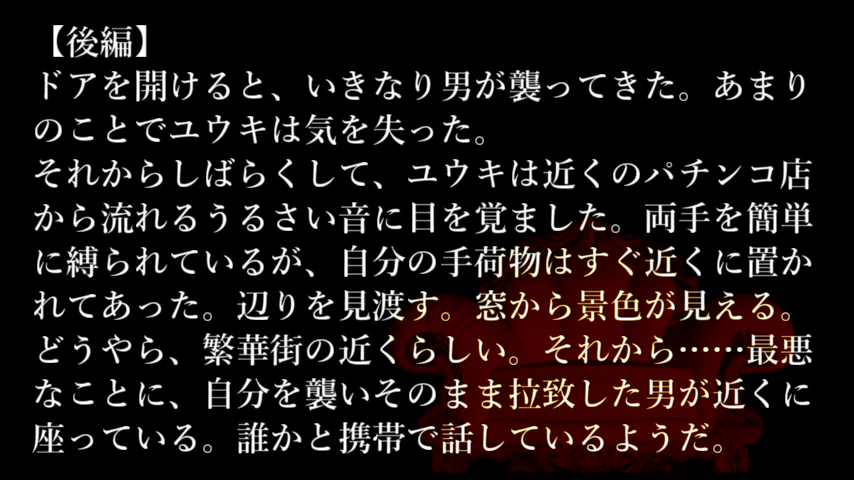 【後編】
ドアを開けると、いきなり男が襲ってきた。あまり
のことでユウキは気を失った。
それからしばらくして、ユウキは近くのパチンコ店
から流れるうるさい音に目を覚ました。両手を簡単
に縛られているが、自分の手荷物はすぐ近くに置か
れてあった。辺りを見渡す。窓から景色が見える。
どうやら、繁華街の近くらしい。それから……最悪
なことに、自分を襲いそのまま拉致した男が近くに
座っている。誰かと携帯で話しているようだ。